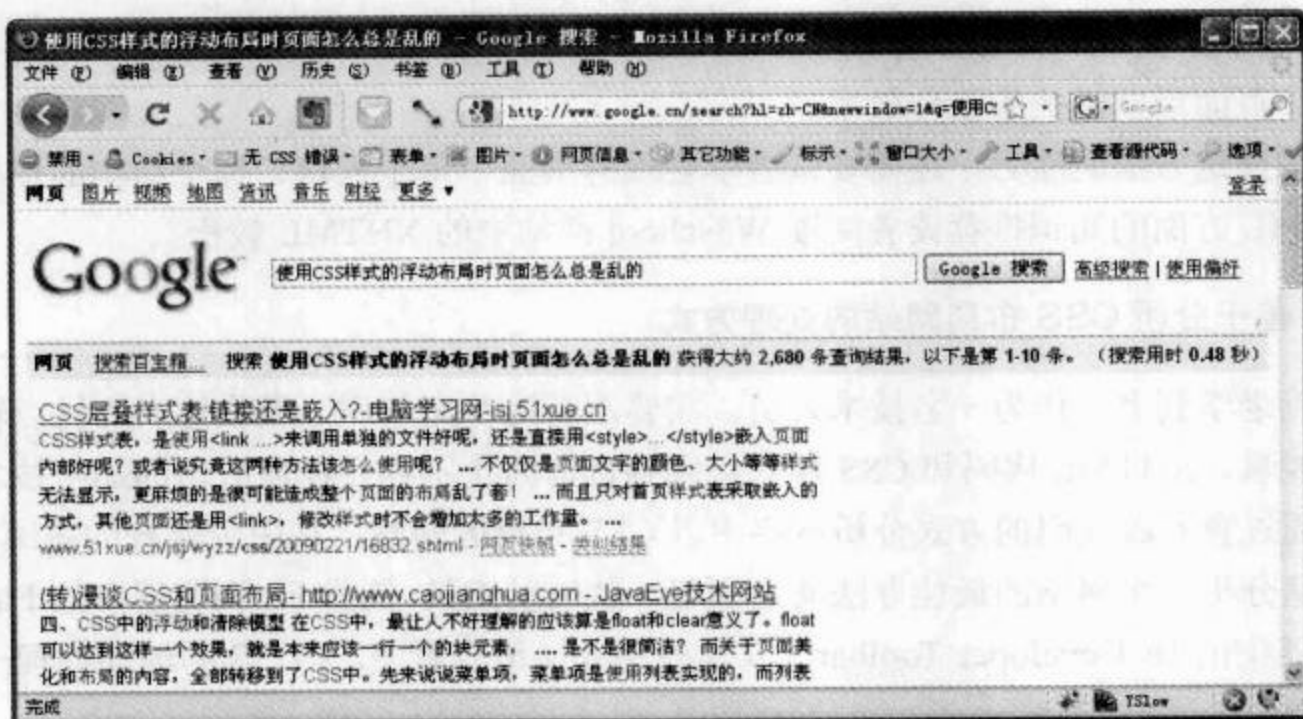 使用CSS样式的浮动布局时页面怎么总是乱的 - Google 搜索 - Mozilla Firefox
文件 (F) 编辑 (E) 查看 (V) 历史 (S) 书签 (B) 工具 (T) 帮助 (H)
http://www.google.cn/search?hl=zh-CN&newwindow=1&q=使用C Google
禁用 Cookies 无 CSS 错误 表单 图片 网页信息 其它功能 标示 窗口大小 工具 查看源代码 选项
网页 图片 视频 地图 资讯 音乐 财经 更多 ▼ 登录
Google 使用CSS样式的浮动布局时页面怎么总是乱的 Google 搜索 高级搜索 | 使用偏好
网页 搜索百宝箱... 搜索 使用CSS样式的浮动布局时页面怎么总是乱的 获得大约 2,680 条查询结果，以下是第 1-10 条。 （搜索用时 0.48 秒）
CSS层叠样式表:链接还是嵌入?-电脑学习网-jsj.51xue.cn
CSS样式表，是使用<link ...>来调用单独的文件好呢，还是直接用<style>...</style>嵌入页面
内部好呢？或者说究竟这两种方法该怎么使用呢？ ... 不仅仅是页面文字的颜色、大小等等样式
无法显示，更麻烦的是很可能造成整个页面的布局乱了套！ ... 而且只对首页样式表采取嵌入的
方式，其他页面还是用<link>，修改样式时不会增加太多的工作量。 ...
www.51xue.cn/jsj/wyzz/css/20090221/16832.shtml - 网页快照 - 类似结果
(转)漫谈CSS和页面布局- http://www.caojianghua.com - JavaEye技术网站
四、CSS中的浮动和清除模型 在CSS中，最让人不好理解的应该算是float和clear意义了。float
可以达到这样一个效果，就是本来应该一行一个的块元素， .... 是不是很简洁？ 而关于页面美
化和布局的内容，全部转移到了CSS中。先来说说菜单项，菜单项是使用列表实现的，而列表
完成 YSlow